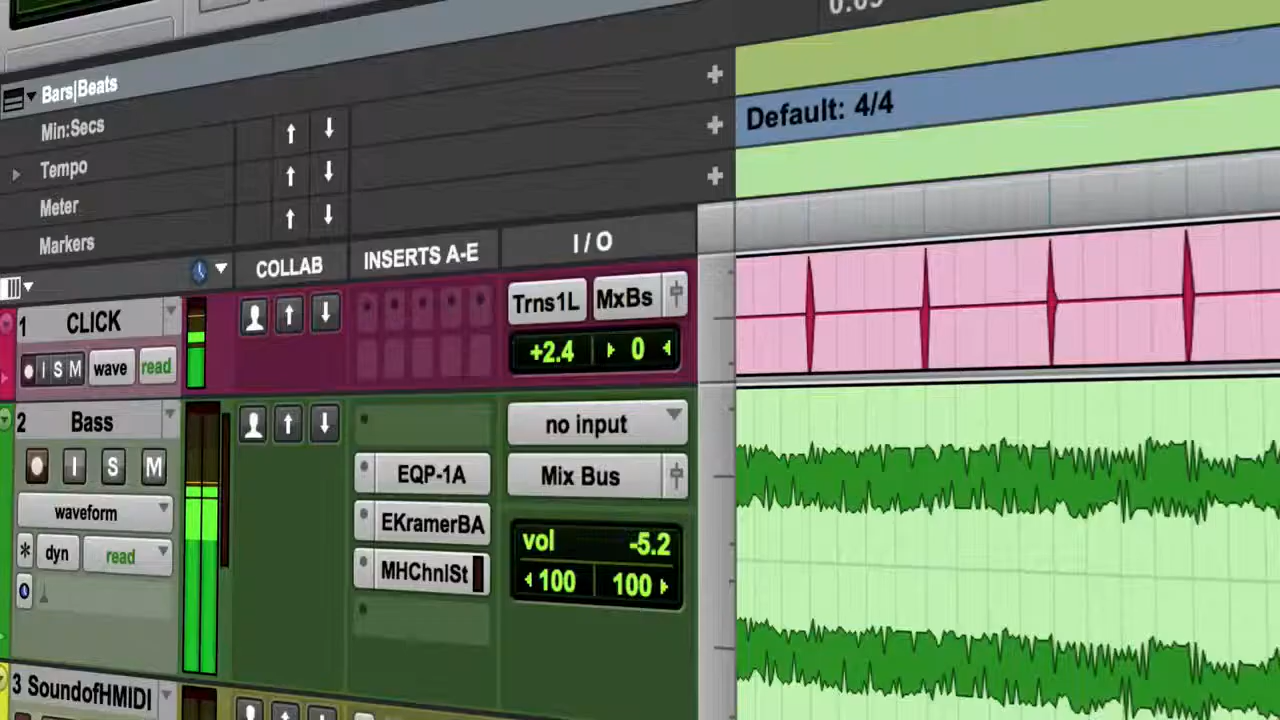 0:05
Bars|Beats
Min:Secs
Tempo
Meter
Markers
Default: 4/4
COLLAB
INSERTS A-E
I / O
1 CLICK
I S M
wave
read
Trns1L
MxBs
+2.4
0
2 Bass
I S M
waveform
dyn
read
EQP-1A
EKramerBA
MHChnlSt
no input
Mix Bus
vol -5.2
100 100
3 SoundofHMIDI